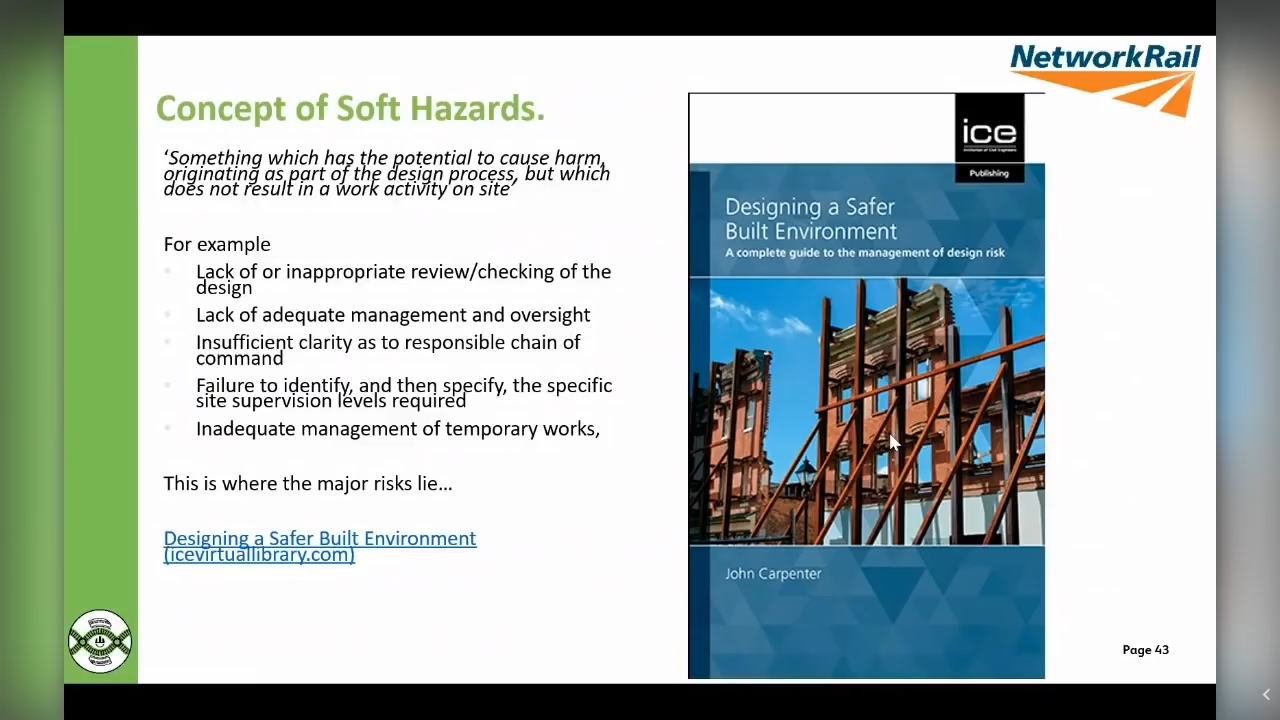 NetworkRail
Concept of Soft Hazards.
‘Something which has the potential to cause harm,
originating as part of the design process, but which
does not result in a work activity on site’
For example
Lack of or inappropriate review/checking of the
design
Lack of adequate management and oversight
Insufficient clarity as to responsible chain of
command
Failure to identify, and then specify, the specific
site supervision levels required
Inadequate management of temporary works,
This is where the major risks lie…
Designing a Safer Built Environment
(icevirtuallibrary.com)
ice
Institution of Civil Engineers
Publishing
Designing a Safer
Built Environment
A complete guide to the management of design risk
John Carpenter
Page 43